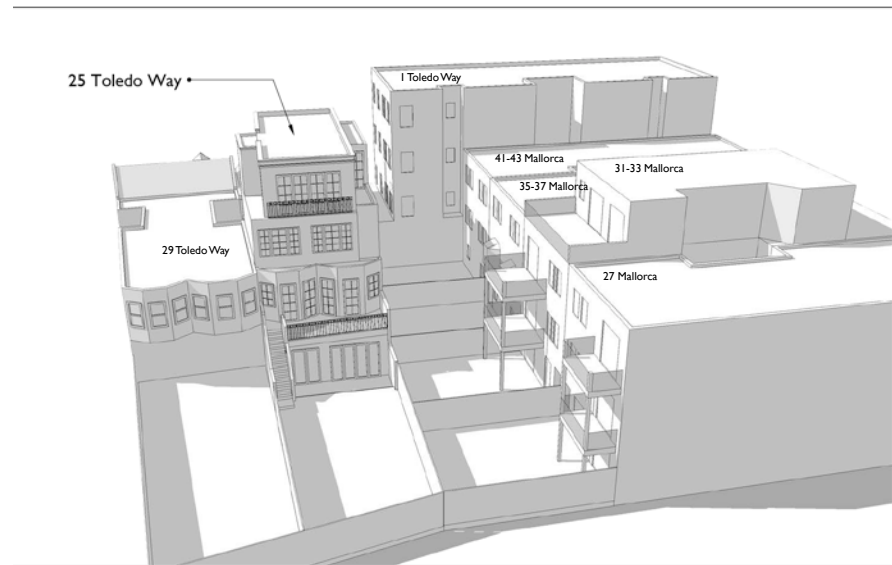 25 Toledo Way
1 Toledo Way
41-43 Mallorca
31-33 Mallorca
35-37 Mallorca
29 Toledo Way
27 Mallorca